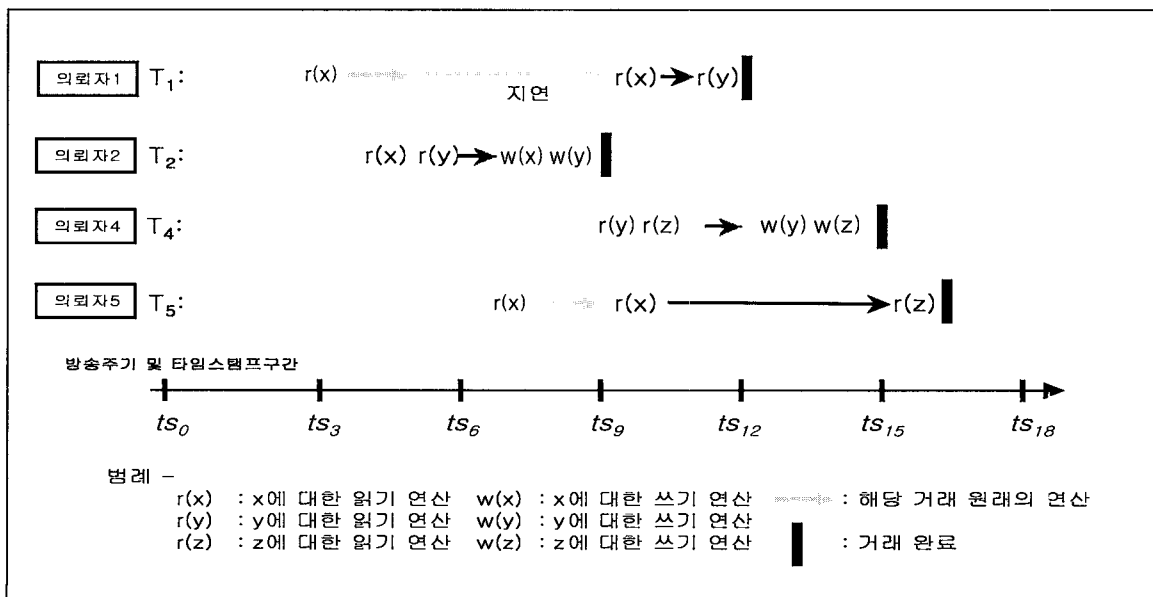 의뢰자1 T1: r(x) r(x) r(y)
지연
의뢰자2 T2: r(x) r(y) w(x) w(y)
의뢰자4 T4: r(y) r(z) w(y) w(z)
의뢰자5 T5: r(x) r(x) r(z)
방송주기 및 타임스탬프구간
ts0 ts3 ts6 ts9 ts12 ts15 ts18
범례 –
r(x) : x에 대한 읽기 연산 w(x) : x에 대한 쓰기 연산 : 해당 거래 원래의 연산
r(y) : y에 대한 읽기 연산 w(y) : y에 대한 쓰기 연산
r(z) : z에 대한 읽기 연산 w(z) : z에 대한 쓰기 연산 : 거래 완료